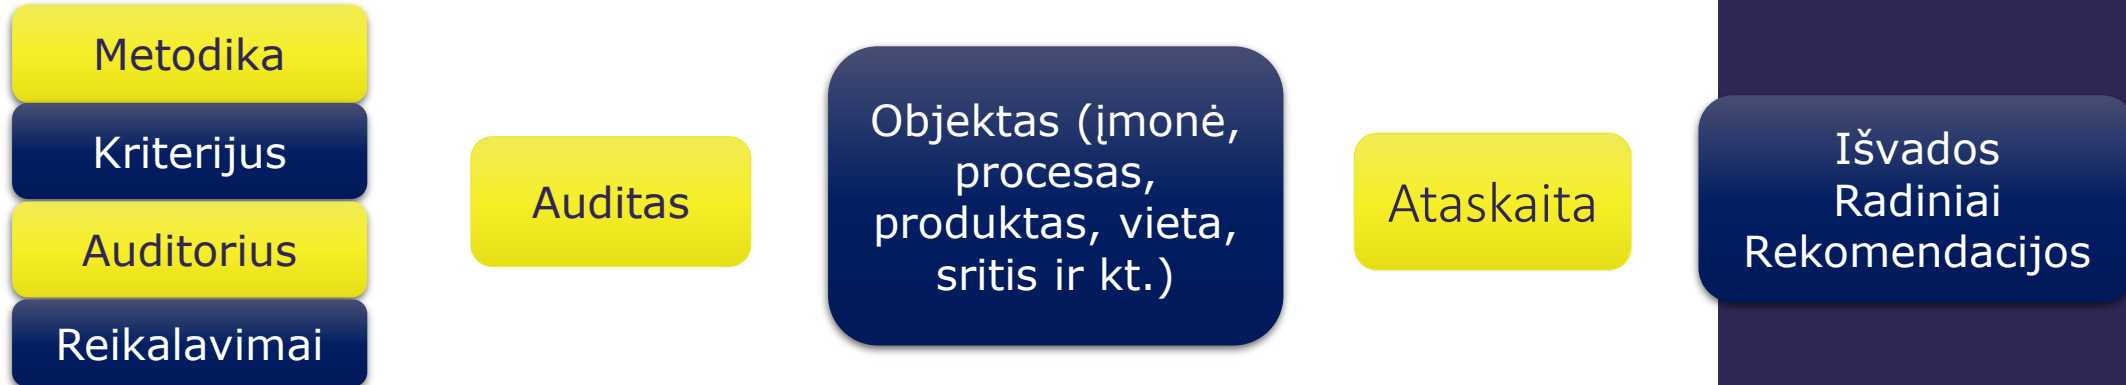 Metodika
Kriterijus
Auditorius
Reikalavimai
Auditas
Objektas (įmonė,
procesas,
produktas, vieta,
sritis ir kt.)
Ataskaita
Išvados
Radiniai
Rekomendacijos